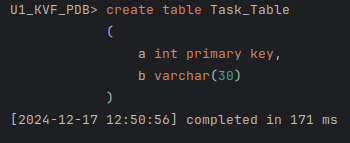 U1_KVF_PDB> create table Task_Table
(
a int primary key,
b varchar(30)
)
[2024-12-17 12:50:56] completed in 171 ms